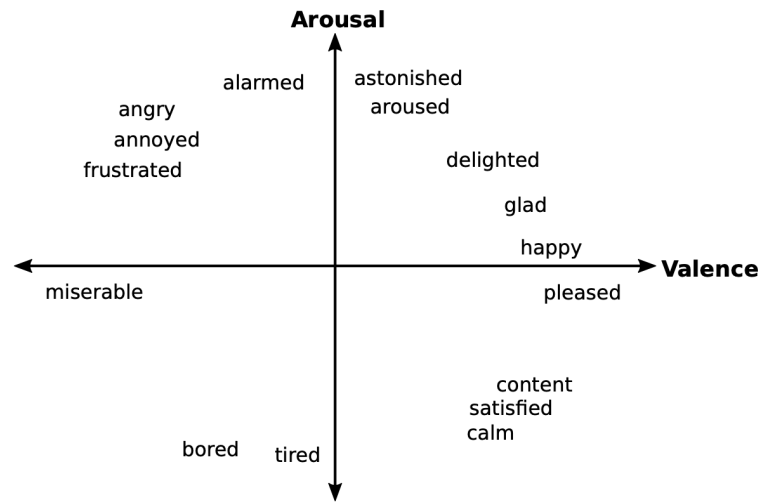 Arousal
alarmed
astonished
angry
aroused
annoyed
frustrated
delighted
glad
happy
Valence
miserable
pleased
content
satisfied
calm
bored
tired